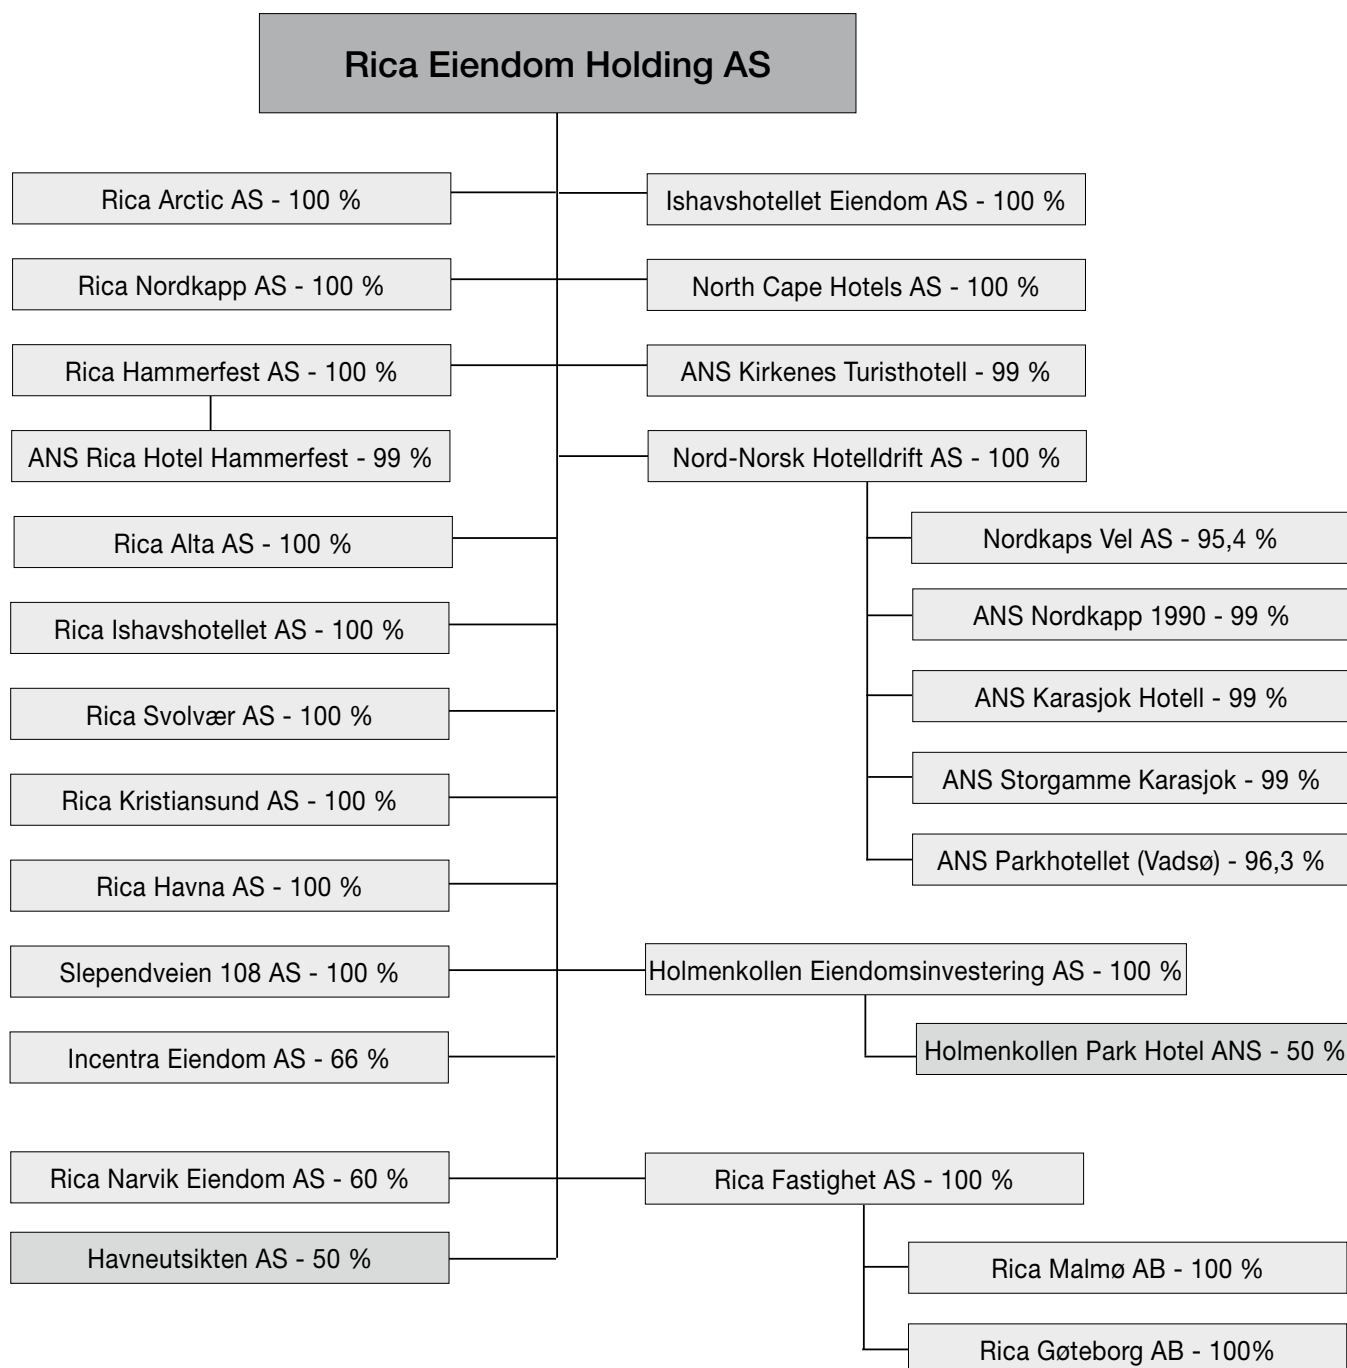 Rica Eiendom Holding AS
Rica Arctic AS - 100 %
Ishavshotellet Eiendom AS - 100 %
Rica Nordkapp AS - 100 %
North Cape Hotels AS - 100 %
Rica Hammerfest AS - 100 %
ANS Kirkenes Turisthotell - 99 %
ANS Rica Hotel Hammerfest - 99 %
Nord-Norsk Hotelldrift AS - 100 %
Rica Alta AS - 100 %
Nordkaps Vel AS - 95,4 %
Rica Ishavshotellet AS - 100 %
ANS Nordkapp 1990 - 99 %
Rica Svolvær AS - 100 %
ANS Karasjok Hotell - 99 %
Rica Kristiansund AS - 100 %
ANS Storgamme Karasjok - 99 %
Rica Havna AS - 100 %
ANS Parkhotellet (Vadsø) - 96,3 %
Slependveien 108 AS - 100 %
Holmenkollen Eiendomsinvestering AS - 100 %
Incentra Eiendom AS - 66 %
Holmenkollen Park Hotel ANS - 50 %
Rica Narvik Eiendom AS - 60 %
Rica Fastighet AS - 100 %
Havneutsikten AS - 50 %
Rica Malmø AB - 100 %
Rica Gøteborg AB - 100%